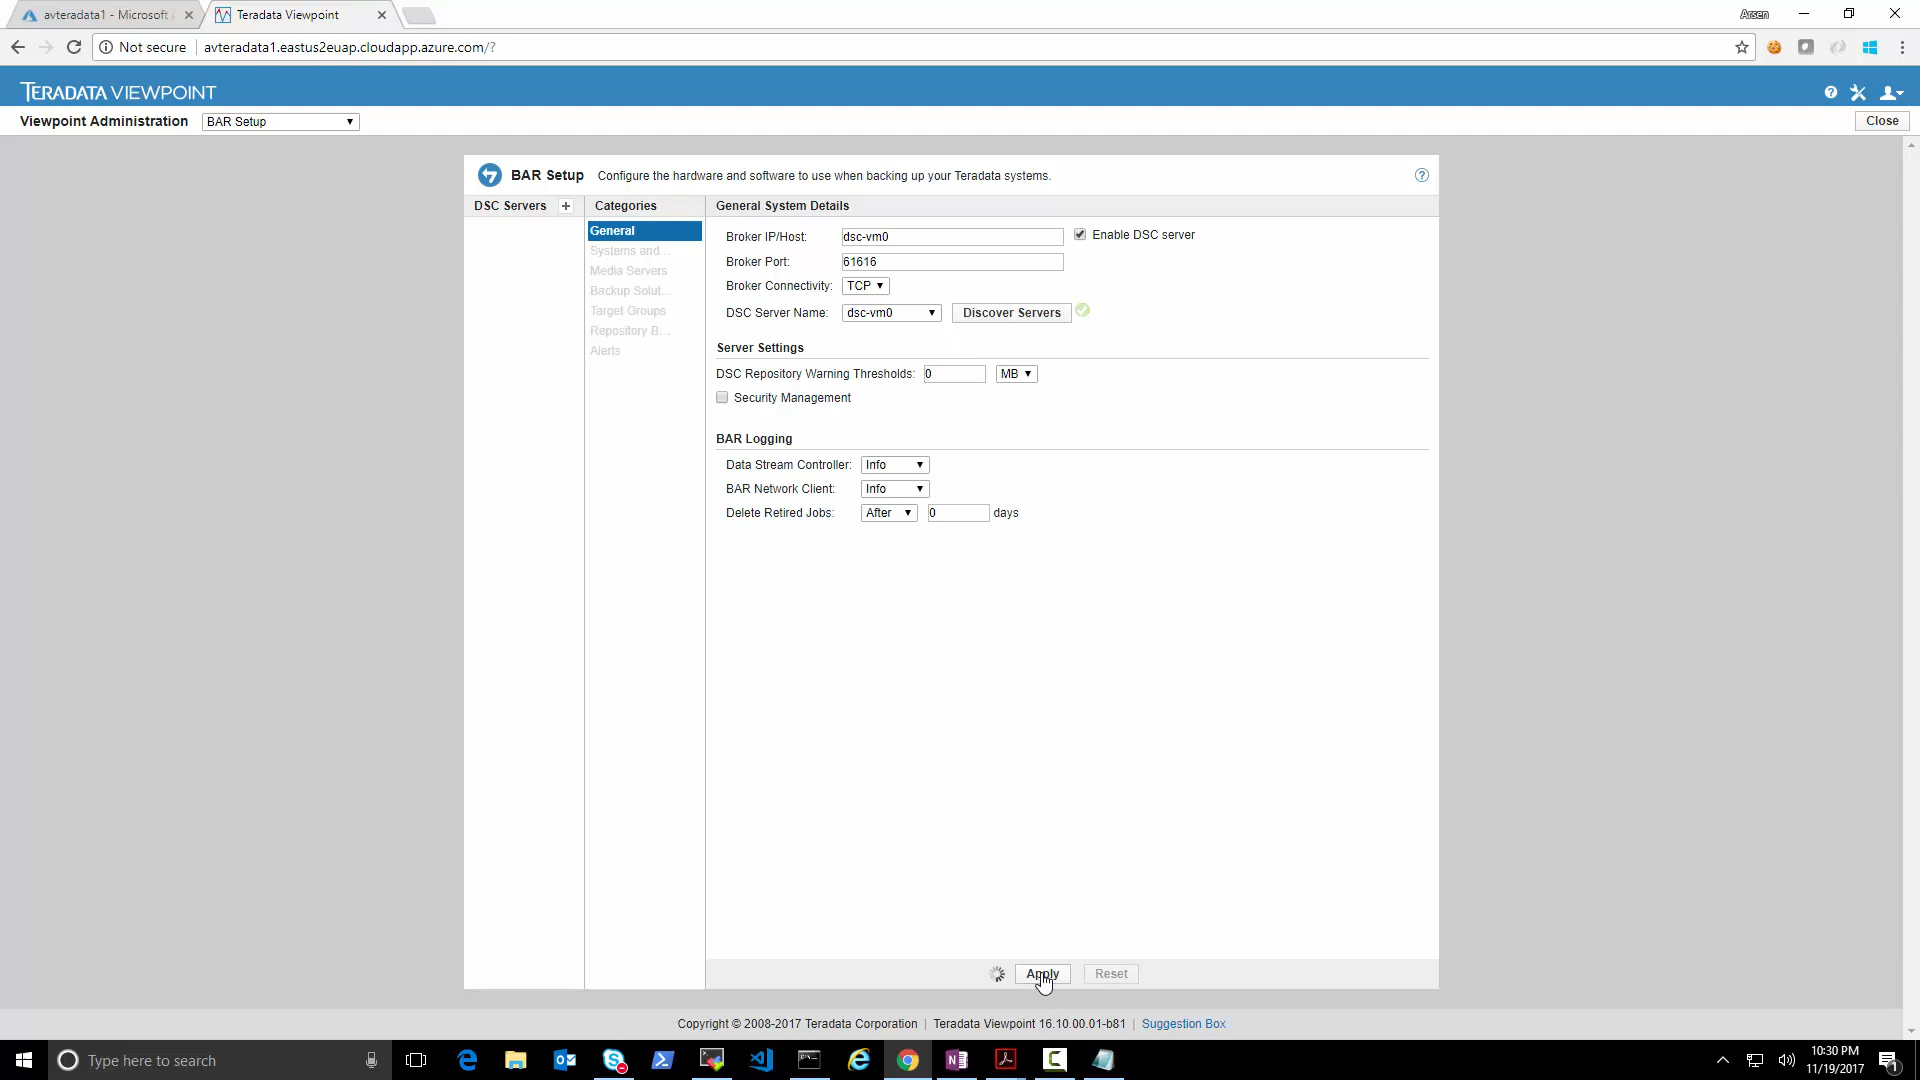 avteradata1 - Microsoft
Teradata Viewpoint
Arsen
Not secure
avteradata1.eastus2euap.cloudapp.azure.com/?
TERADATA VIEWPOINT
Viewpoint Administration
BAR Setup
Close
BAR Setup
Configure the hardware and software to use when backing up your Teradata systems.
DSC Servers +
Categories
General System Details
General
Systems and...
Media Servers
Backup Solut...
Target Groups
Repository B...
Alerts
Broker IP/Host: dsc-vm0
Enable DSC server
Broker Port: 61616
Broker Connectivity: TCP
DSC Server Name: dsc-vm0
Discover Servers
Server Settings
DSC Repository Warning Thresholds: 0 MB
Security Management
BAR Logging
Data Stream Controller: Info
BAR Network Client: Info
Delete Retired Jobs: After 0 days
Apply
Reset
Copyright © 2008-2017 Teradata Corporation | Teradata Viewpoint 16.10.00.01-b81 | Suggestion Box
Type here to search
10:30 PM
11/19/2017
1